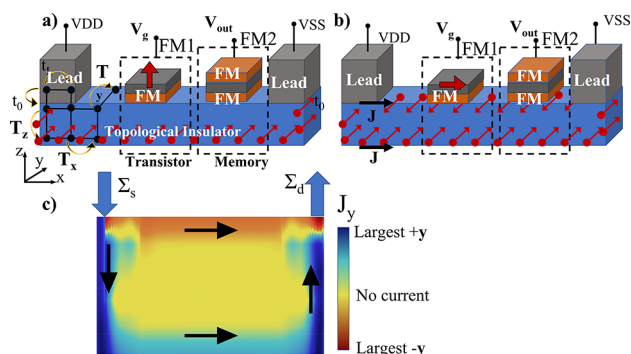 a)
VDD
V_g
FM1
V_out
FM2
VSS
Lead
t_0
T
FM
FM
FM
Lead
t_0
T_z
Topological Insulator
T_x
Transistor
Memory
z
y
x
b)
VDD
V_g
FM1
V_out
FM2
VSS
Lead
FM
FM
FM
Lead
J
J
Σ_s
Σ_d
c)
J_y
Largest +y
No current
Largest -y